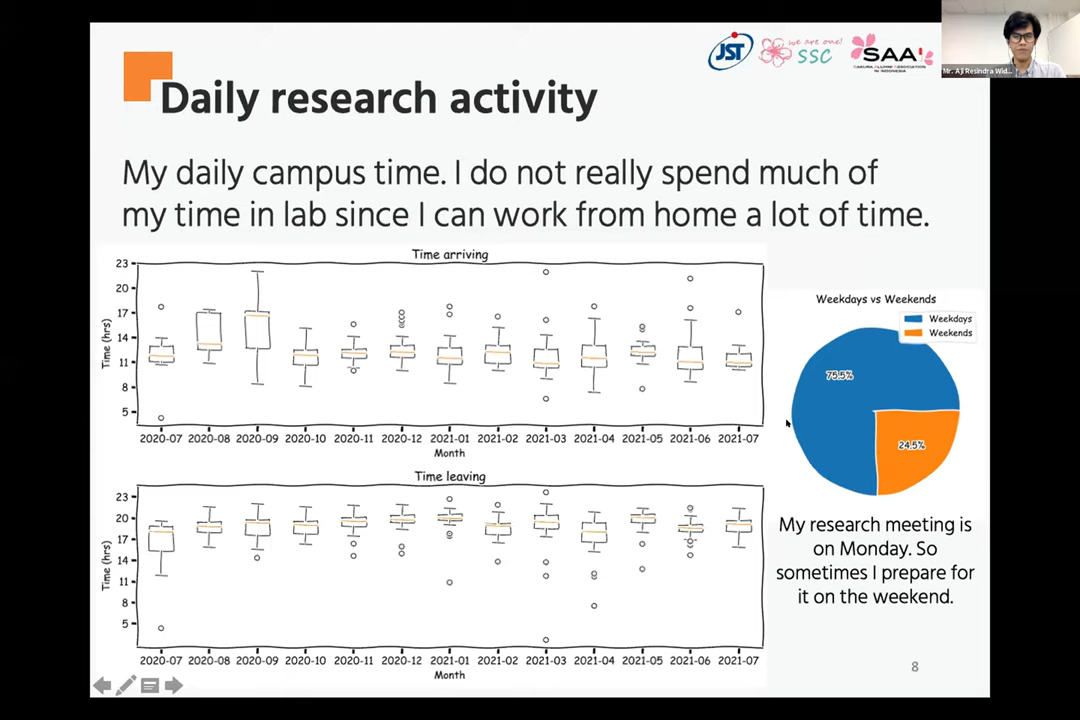 JST
we are one!
SSC
SAA
SAKURA ALUMNI ASSOCIATION
IN INDONESIA
Mr. Aji Resindra Wid...
Daily research activity
My daily campus time. I do not really spend much of
my time in lab since I can work from home a lot of time.
Time arriving
23
20
17
14
11
8
5
Time (hrs)
2020-07 2020-08 2020-09 2020-10 2020-11 2020-12 2021-01 2021-02 2021-03 2021-04 2021-05 2021-06 2021-07
Month
Time leaving
23
20
17
14
11
8
5
Time (hrs)
2020-07 2020-08 2020-09 2020-10 2020-11 2020-12 2021-01 2021-02 2021-03 2021-04 2021-05 2021-06 2021-07
Month
Weekdays vs Weekends
Weekdays
Weekends
75.5%
24.5%
My research meeting is
on Monday. So
sometimes I prepare for
it on the weekend.
8